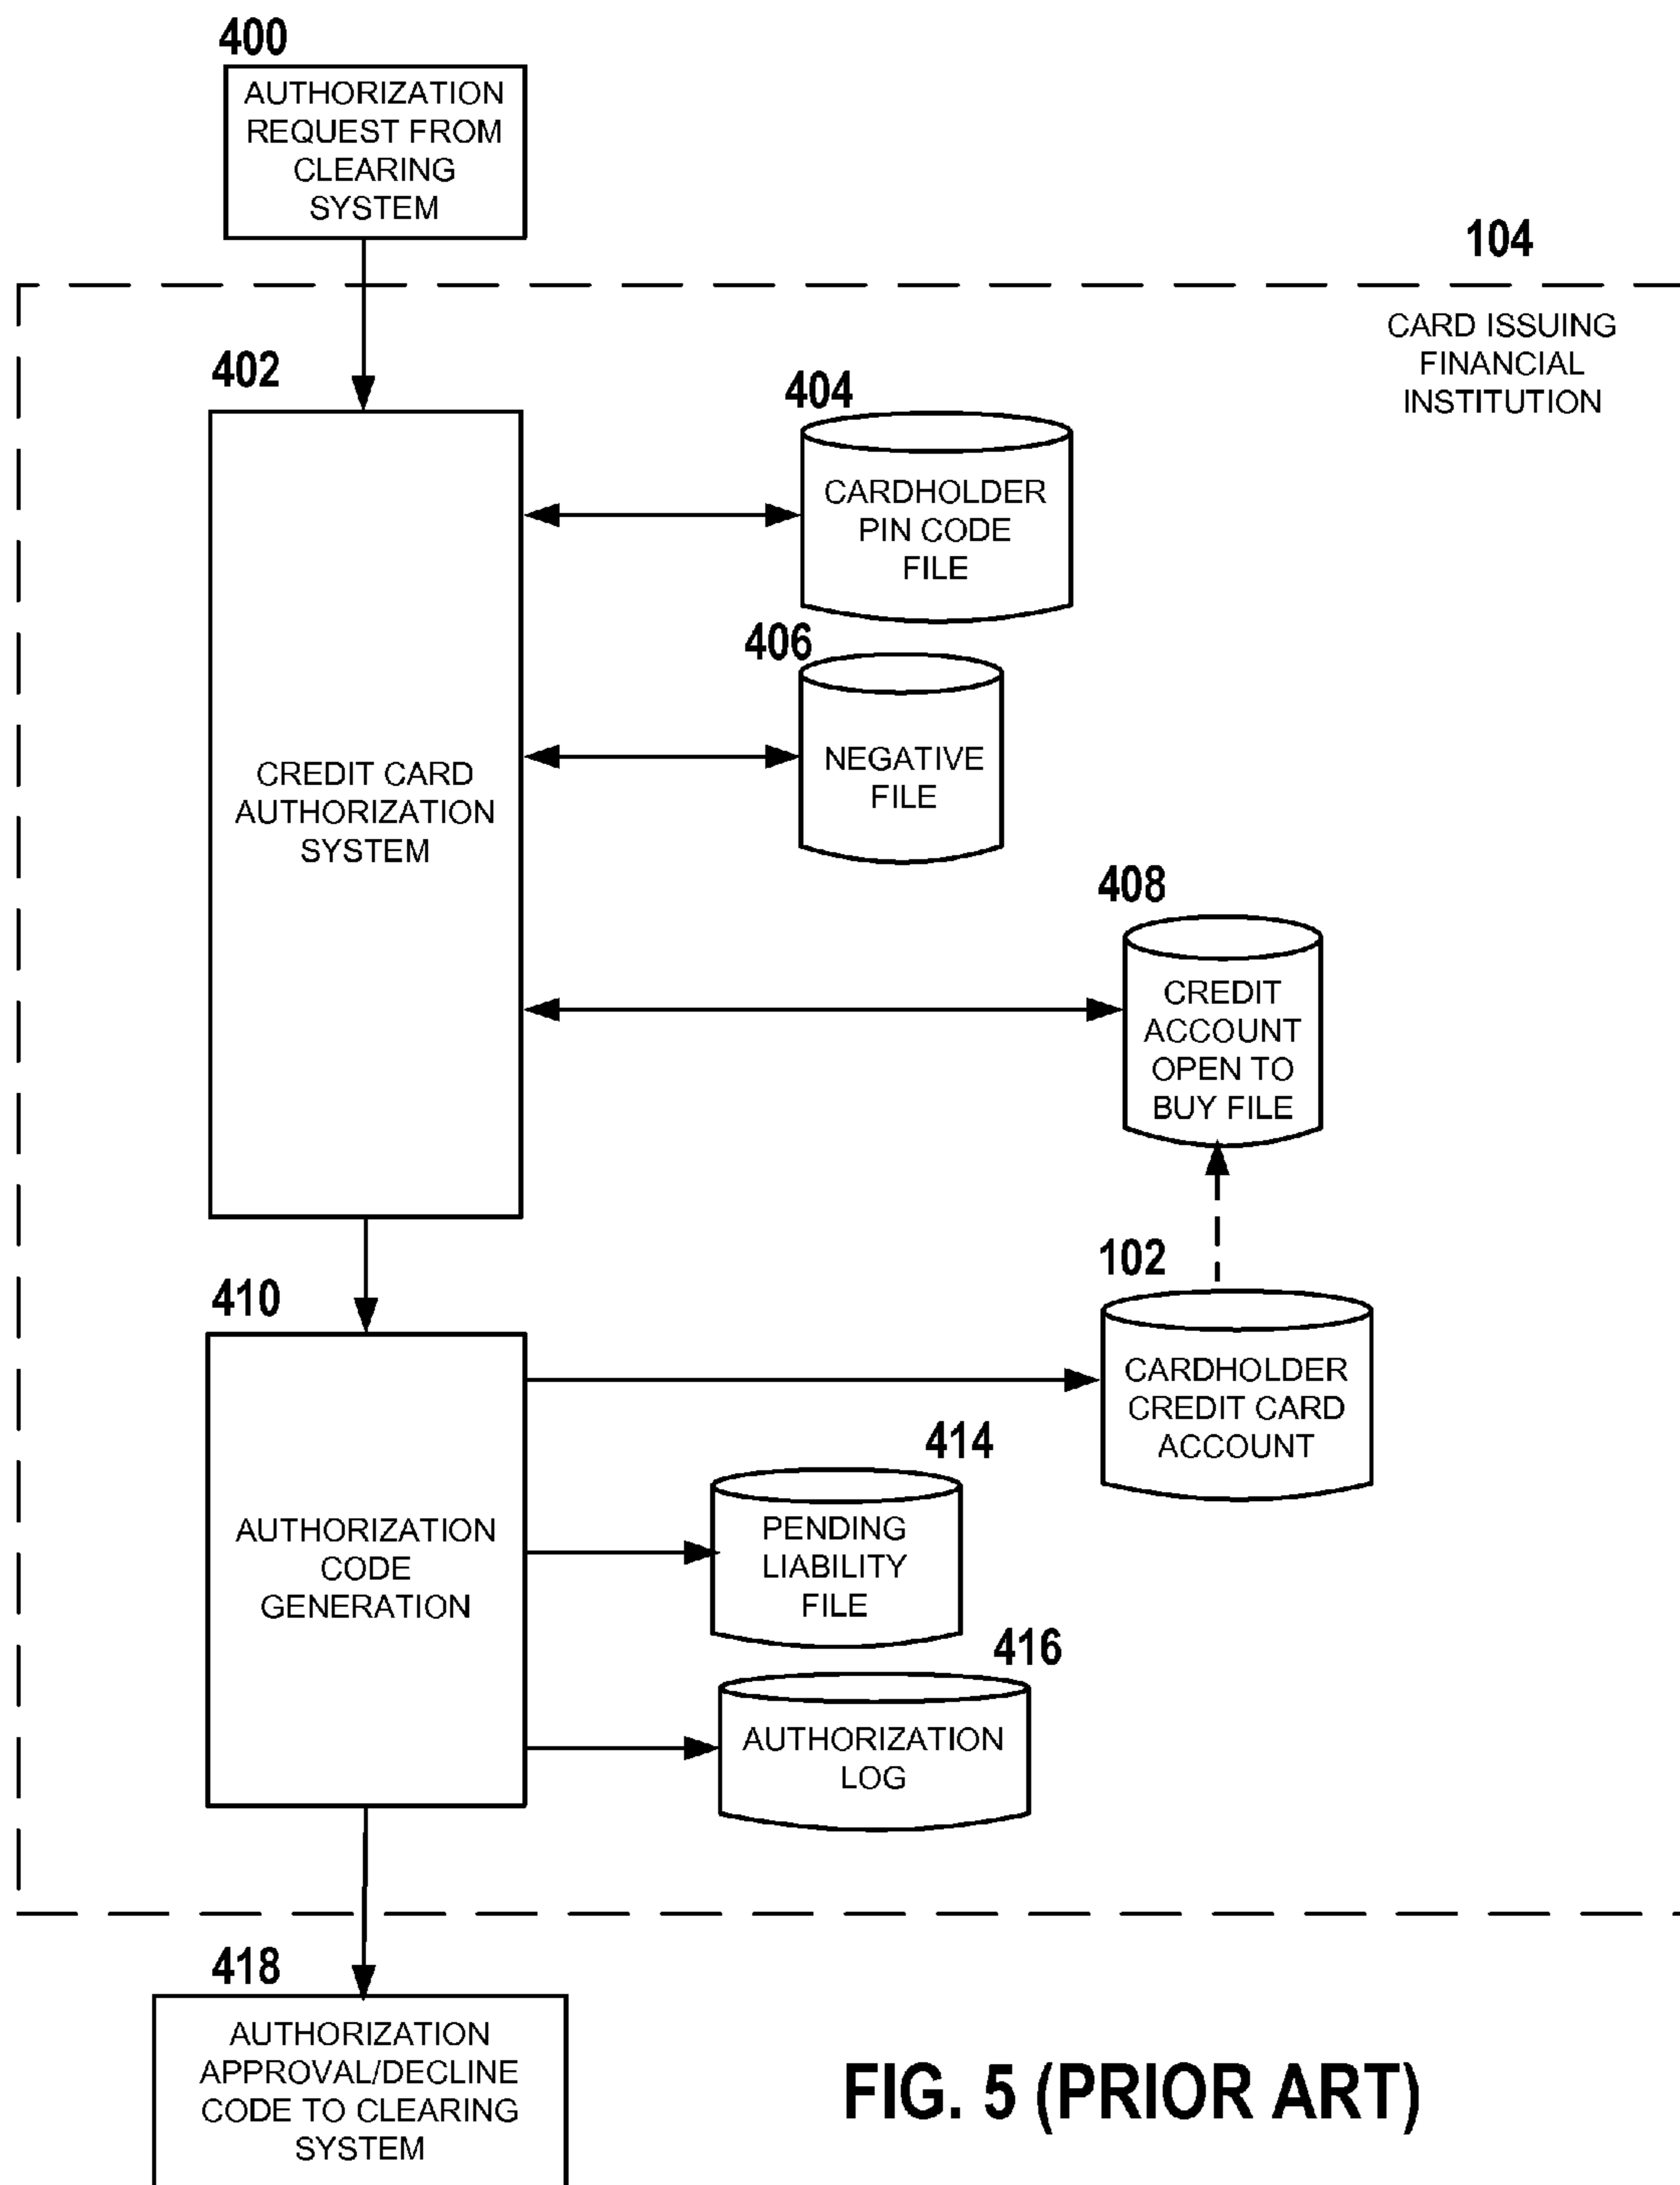 400
AUTHORIZATION
REQUEST FROM
CLEARING
SYSTEM
104
CARD ISSUING
FINANCIAL
INSTITUTION
402
CREDIT CARD
AUTHORIZATION
SYSTEM
404
CARDHOLDER
PIN CODE
FILE
406
NEGATIVE
FILE
408
CREDIT
ACCOUNT
OPEN TO
BUY FILE
102
CARDHOLDER
CREDIT CARD
ACCOUNT
410
AUTHORIZATION
CODE
GENERATION
414
PENDING
LIABILITY
FILE
416
AUTHORIZATION
LOG
418
AUTHORIZATION
APPROVAL/DECLINE
CODE TO CLEARING
SYSTEM
FIG. 5 (PRIOR ART)